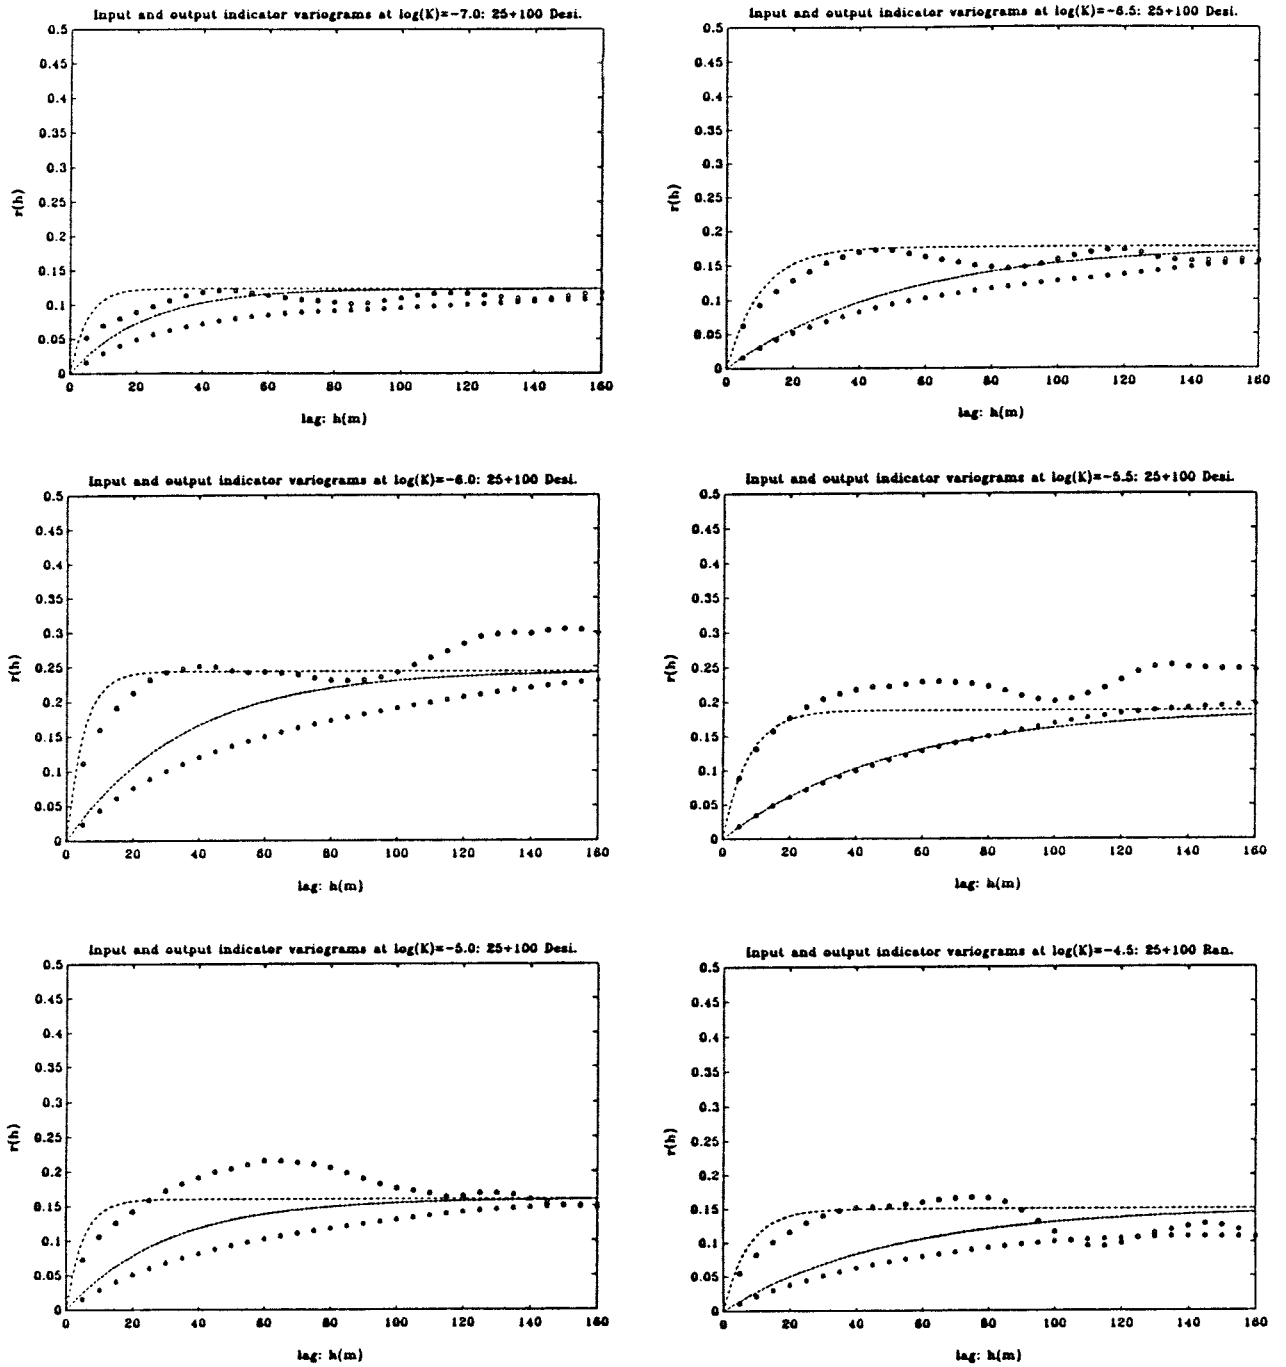 Input and output indicator variograms at log(K)=-7.0: 25+100 Desi.
0.5
0.45
0.4
0.35
0.3
0.25
0.2
0.15
0.1
0.05
0
r(h)
0 20 40 60 80 100 120 140 160
lag: h(m)
Input and output indicator variograms at log(K)=-6.5: 25+100 Desi.
0.5
0.45
0.4
0.35
0.3
0.25
0.2
0.15
0.1
0.05
0
r(h)
0 20 40 60 80 100 120 140 160
lag: h(m)
Input and output indicator variograms at log(K)=-6.0: 25+100 Desi.
0.5
0.45
0.4
0.35
0.3
0.25
0.2
0.15
0.1
0.05
0
r(h)
0 20 40 60 80 100 120 140 160
lag: h(m)
Input and output indicator variograms at log(K)=-5.5: 25+100 Desi.
0.5
0.45
0.4
0.35
0.3
0.25
0.2
0.15
0.1
0.05
0
r(h)
0 20 40 60 80 100 120 140 160
lag: h(m)
Input and output indicator variograms at log(K)=-5.0: 25+100 Desi.
0.5
0.45
0.4
0.35
0.3
0.25
0.2
0.15
0.1
0.05
0
r(h)
0 20 40 60 80 100 120 140 160
lag: h(m)
Input and output indicator variograms at log(K)=-4.5: 25+100 Ran.
0.5
0.45
0.4
0.35
0.3
0.25
0.2
0.15
0.1
0.05
0
r(h)
0 20 40 60 80 100 120 140 160
lag: h(m)